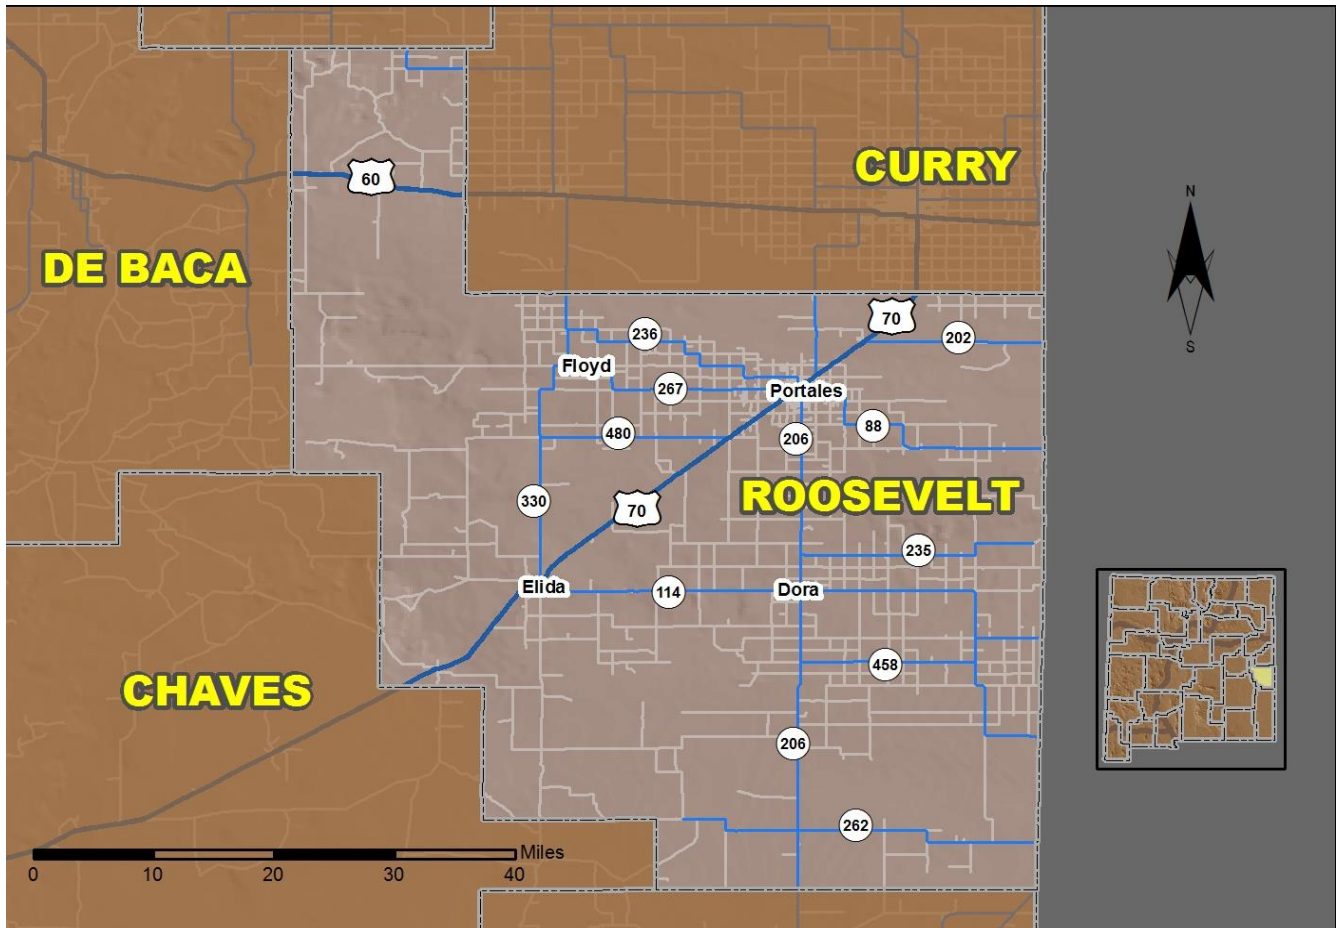 N
CURRY
60
DE BACA
70
236
202
S
Floyd
267
Portales
88
480
206
ROOSEVELT
330
70
235
Elida
114
Dora
458
CHAVES
206
262
Miles
0 10 20 30 40